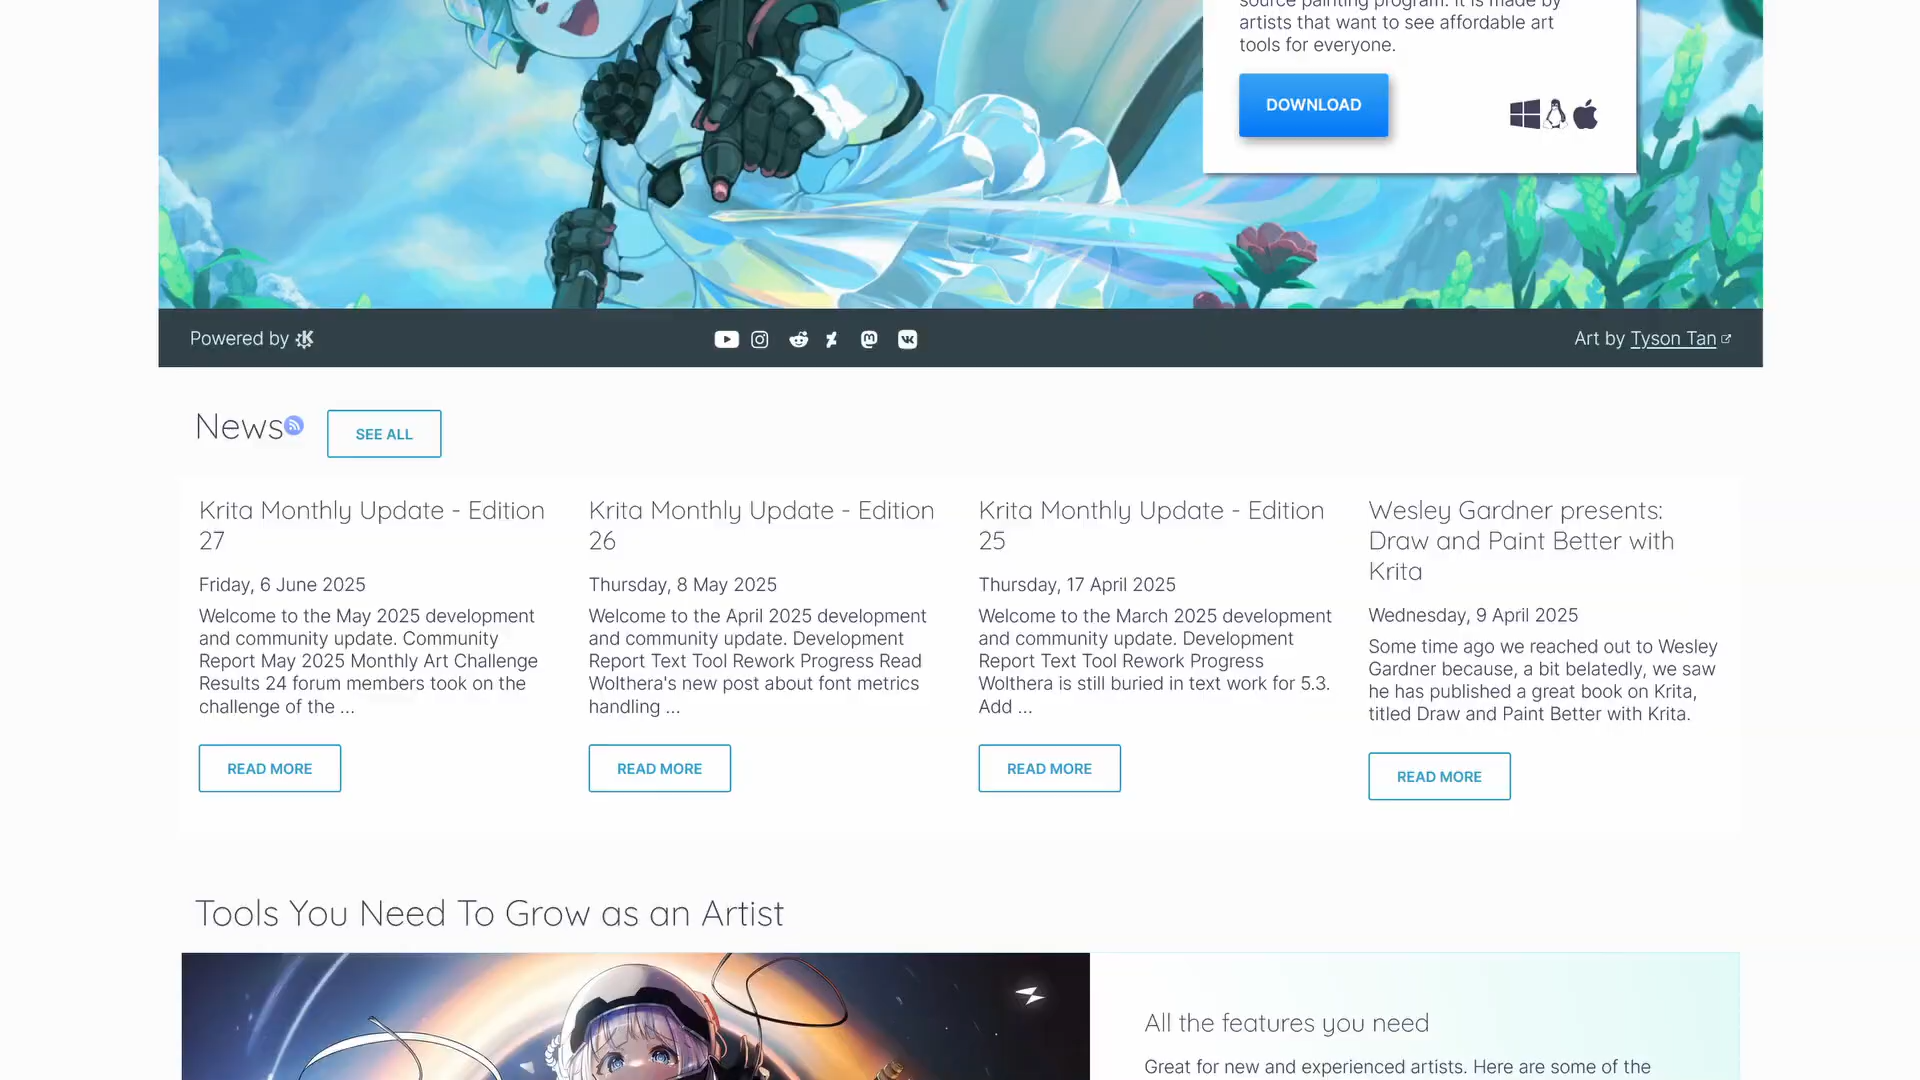 source painting program. It is made by
artists that want to see affordable art
tools for everyone.
DOWNLOAD
Powered by
Art by Tyson Tan
News
SEE ALL
Krita Monthly Update - Edition
27
Friday, 6 June 2025
Welcome to the May 2025 development
and community update. Community
Report May 2025 Monthly Art Challenge
Results 24 forum members took on the
challenge of the ...
READ MORE
Krita Monthly Update - Edition
26
Thursday, 8 May 2025
Welcome to the April 2025 development
and community update. Development
Report Text Tool Rework Progress Read
Wolthera's new post about font metrics
handling ...
READ MORE
Krita Monthly Update - Edition
25
Thursday, 17 April 2025
Welcome to the March 2025 development
and community update. Development
Report Text Tool Rework Progress
Wolthera is still buried in text work for 5.3.
Add ...
READ MORE
Wesley Gardner presents:
Draw and Paint Better with
Krita
Wednesday, 9 April 2025
Some time ago we reached out to Wesley
Gardner because, a bit belatedly, we saw
he has published a great book on Krita,
titled Draw and Paint Better with Krita.
READ MORE
Tools You Need To Grow as an Artist
All the features you need
Great for new and experienced artists. Here are some of the